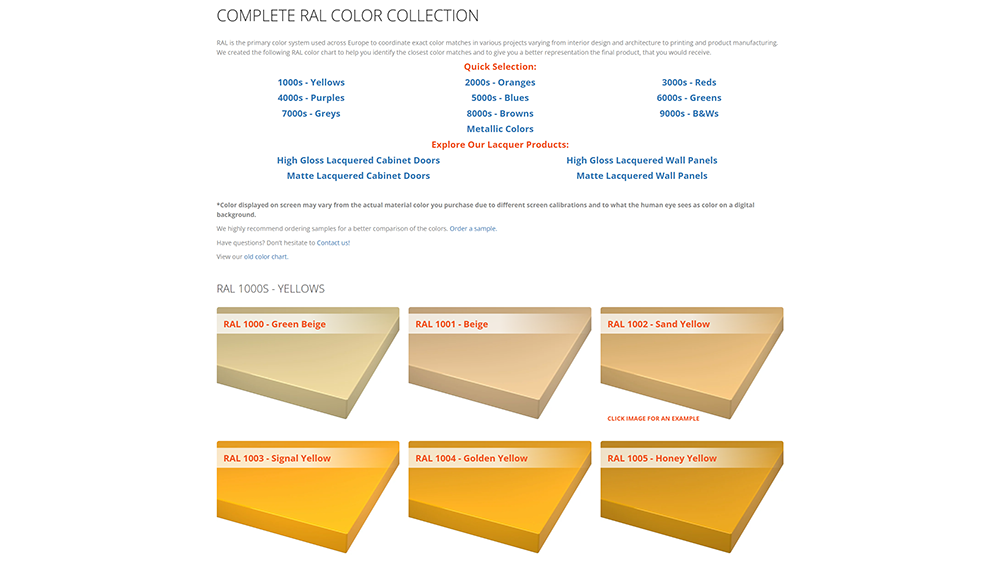 COMPLETE RAL COLOR COLLECTION
RAL is the primary color system used across Europe to coordinate exact color matches in various projects varying from interior design and architecture to printing and product manufacturing.
We created the following RAL color chart to help you identify the closest color matches and to give you a better representation the final product, that you would receive.
Quick Selection:
1000s - Yellows 2000s - Oranges 3000s - Reds
4000s - Purples 5000s - Blues 6000s - Greens
7000s - Greys 8000s - Browns 9000s - B&Ws
Metallic Colors
Explore Our Lacquer Products:
High Gloss Lacquered Cabinet Doors High Gloss Lacquered Wall Panels
Matte Lacquered Cabinet Doors Matte Lacquered Wall Panels
*Color displayed on screen may vary from the actual material color you purchase due to different screen calibrations and to what the human eye sees as color on a digital
background.
We highly recommend ordering samples for a better comparison of the colors. Order a sample.
Have questions? Don't hesitate to Contact us!
View our old color chart.
RAL 1000S - YELLOWS
RAL 1000 - Green Beige RAL 1001 - Beige RAL 1002 - Sand Yellow
CLICK IMAGE FOR AN EXAMPLE
RAL 1003 - Signal Yellow RAL 1004 - Golden Yellow RAL 1005 - Honey Yellow